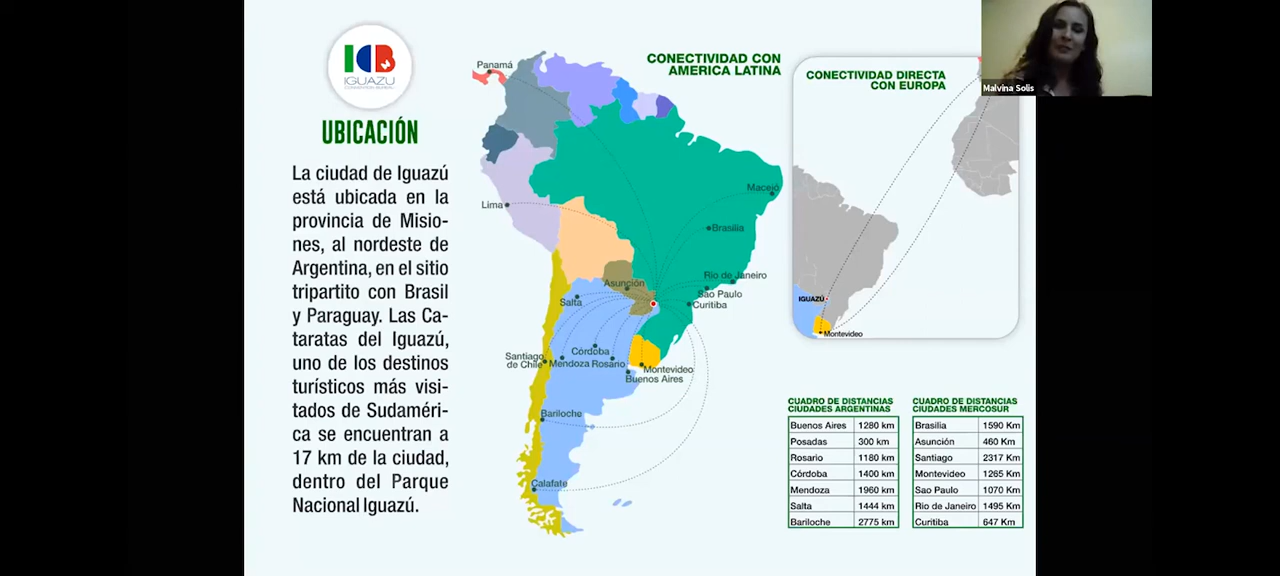 ICB
IGUAZU
CONVENTION BUREAU
UBICACIÓN
La ciudad de Iguazú
está ubicada en la
provincia de Misio-
nes, al nordeste de
Argentina, en el sitio
tripartito con Brasil
y Paraguay. Las Ca-
taratas del Iguazú,
uno de los destinos
turísticos más visi-
tados de Sudaméri-
ca se encuentran a
17 km de la ciudad,
dentro del Parque
Nacional Iguazú.
CONECTIVIDAD CON
AMERICA LATINA
Panamá
Lima
Maceió
Brasilia
Rio de Janeiro
Sao Paulo
Curitiba
Asunción
Salta
Santiago
de Chile
Mendoza
Córdoba
Rosario
Montevideo
Buenos Aires
Bariloche
Calafate
CONECTIVIDAD DIRECTA
CON EUROPA
IGUAZÚ
Montevideo
Malvina Solis
CUADRO DE DISTANCIAS
CIUDADES ARGENTINAS
Buenos Aires 1280 km
Posadas 300 km
Rosario 1180 km
Córdoba 1400 km
Mendoza 1960 km
Salta 1444 km
Bariloche 2775 km
CUADRO DE DISTANCIAS
CIUDADES MERCOSUR
Brasilia 1590 Km
Asunción 460 Km
Santiago 2317 Km
Montevideo 1265 Km
Sao Paulo 1070 Km
Rio de Janeiro 1495 Km
Curitiba 647 Km